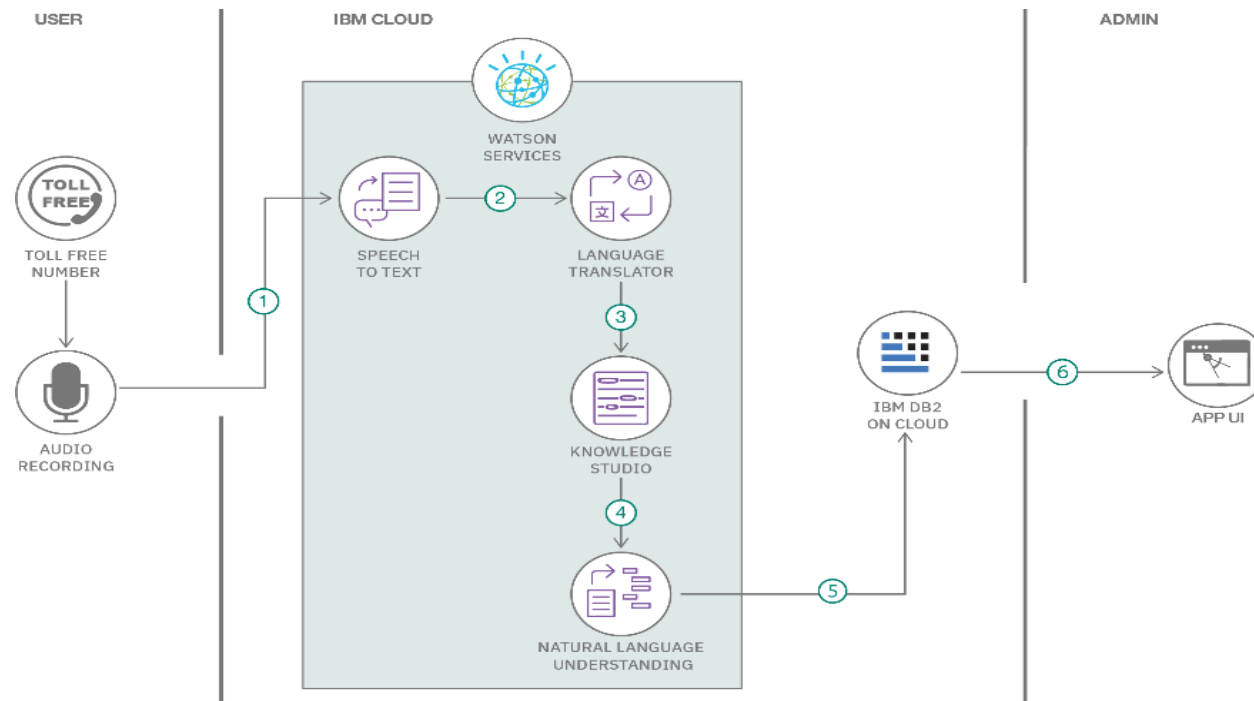 USER
IBM CLOUD
ADMIN
WATSON
SERVICES
TOLL
FREE
TOLL FREE
NUMBER
1
SPEECH
TO TEXT
2
A
文
LANGUAGE
TRANSLATOR
3
AUDIO
RECORDING
KNOWLEDGE
STUDIO
4
NATURAL LANGUAGE
UNDERSTANDING
5
IBM DB2
ON CLOUD
6
APP UI